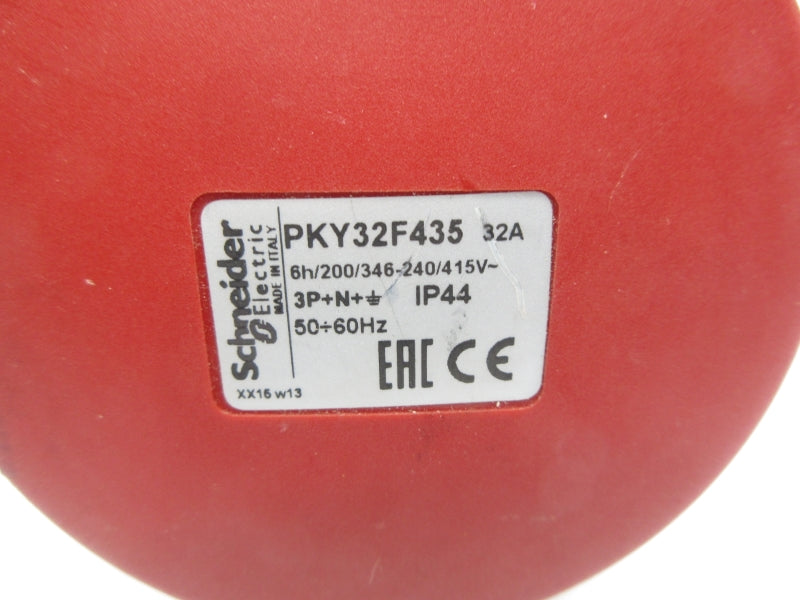 Schneider
Electric
MADE IN ITALY
PKY32F435 32A
6h/200/346-240/415V~
3P+N+⏚ IP44
50÷60Hz
EAC CE
XX16 w13